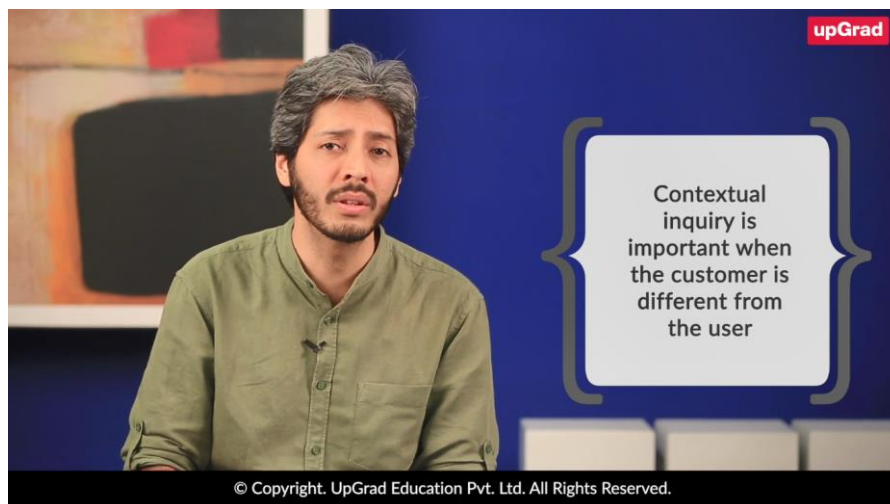 upGrad
Contextual
inquiry is
important when
the customer is
different from
the user
© Copyright. UpGrad Education Pvt. Ltd. All Rights Reserved.